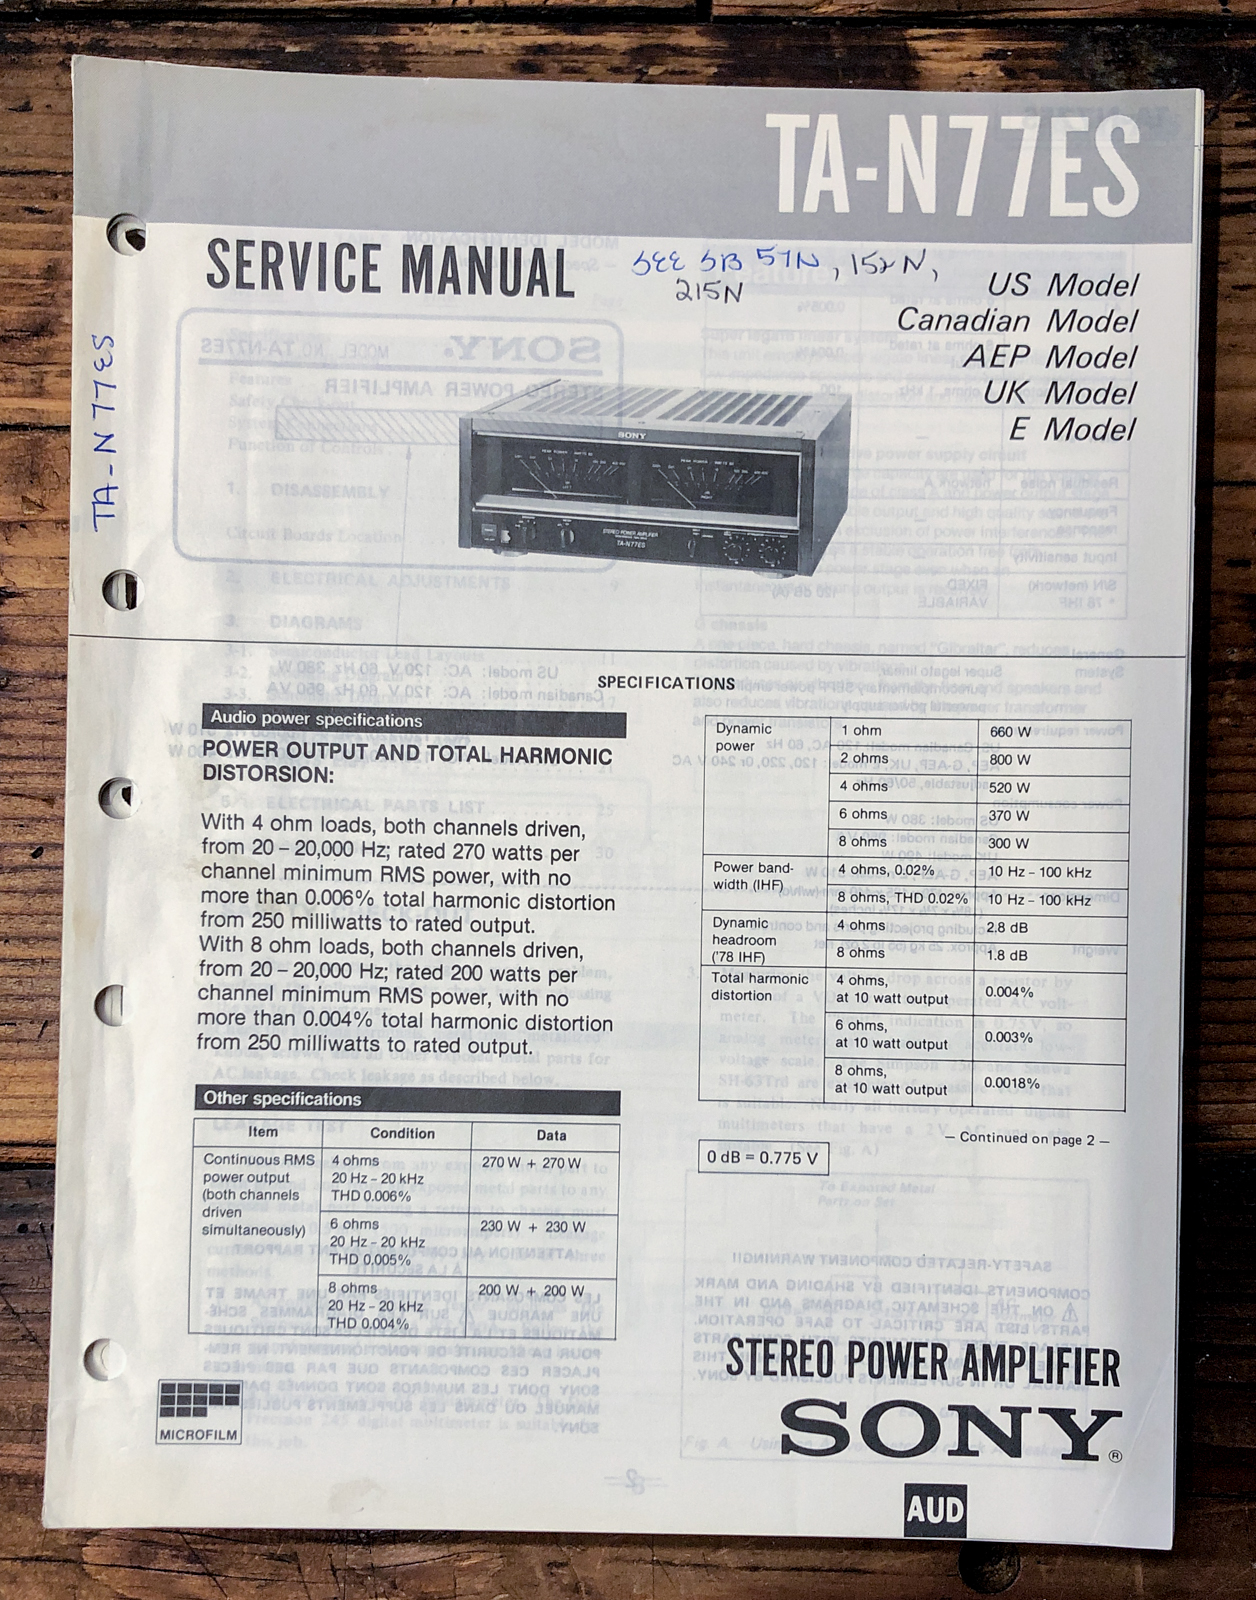 TA-N77ES
SERVICE MANUAL
SEE SB 57N, 152N,
215N
US Model
Canadian Model
AEP Model
UK Model
E Model
TA-N77ES
SONY
STEREO POWER AMPLIFIER
TA-N77ES
SPECIFICATIONS
Audio power specifications
POWER OUTPUT AND TOTAL HARMONIC
DISTORSION:
With 4 ohm loads, both channels driven,
from 20 – 20,000 Hz; rated 270 watts per
channel minimum RMS power, with no
more than 0.006% total harmonic distortion
from 250 milliwatts to rated output.
With 8 ohm loads, both channels driven,
from 20 – 20,000 Hz; rated 200 watts per
channel minimum RMS power, with no
more than 0.004% total harmonic distortion
from 250 milliwatts to rated output.
Other specifications
Item Condition Data
Continuous RMS 4 ohms 270 W + 270 W
power output 20 Hz – 20 kHz
(both channels THD 0.006%
driven
simultaneously) 6 ohms 230 W + 230 W
20 Hz – 20 kHz
THD 0.005%
8 ohms 200 W + 200 W
20 Hz – 20 kHz
THD 0.004%
Dynamic 1 ohm 660 W
power
2 ohms 800 W
4 ohms 520 W
6 ohms 370 W
8 ohms 300 W
Power band- 4 ohms, 0.02% 10 Hz – 100 kHz
width (IHF)
8 ohms, THD 0.02% 10 Hz – 100 kHz
Dynamic 4 ohms 2.8 dB
headroom
('78 IHF) 8 ohms 1.8 dB
Total harmonic 4 ohms, 0.004%
distortion at 10 watt output
6 ohms, 0.003%
at 10 watt output
8 ohms, 0.0018%
at 10 watt output
— Continued on page 2 —
0 dB = 0.775 V
MICROFILM
STEREO POWER AMPLIFIER
SONY®
AUD